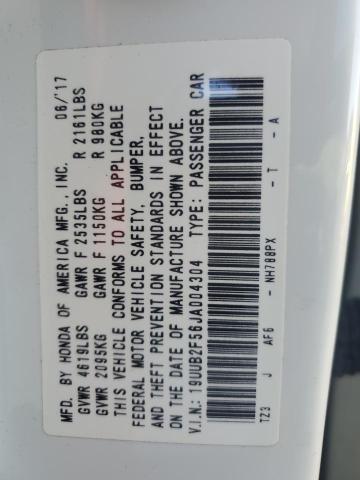 MFD. BY HONDA OF AMERICA MFG., INC. 06/'17
GVWR 4619LBS GAWR F 2535LBS R 2161LBS
GVWR 2095KG GAWR F 1150KG R 980KG
THIS VEHICLE CONFORMS TO ALL APPLICABLE
FEDERAL MOTOR VEHICLE SAFETY, BUMPER,
AND THEFT PREVENTION STANDARDS IN EFFECT
ON THE DATE OF MANUFACTURE SHOWN ABOVE.
V.I.N.: 19UUB2F56JA004304 TYPE: PASSENGER CAR
TZ3 J AF6 - NH788PX - T - A